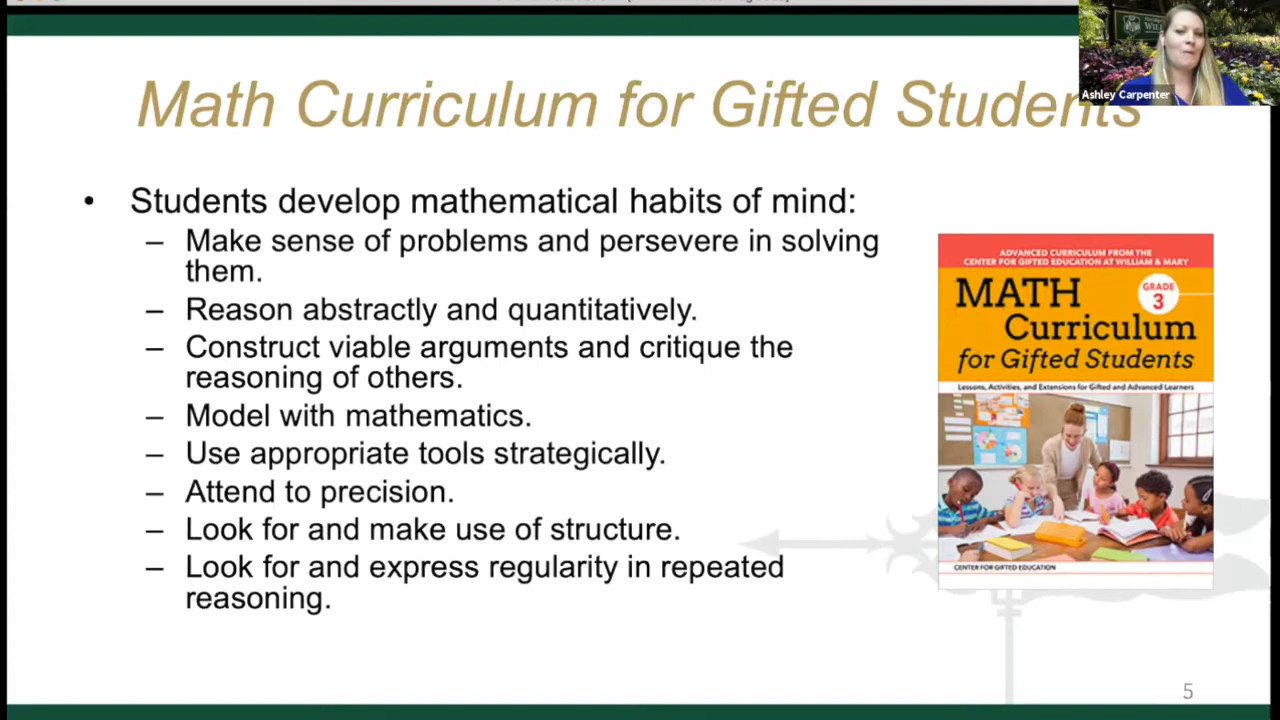 Math Curriculum for Gifted Students
Ashley Carpenter
• Students develop mathematical habits of mind:
– Make sense of problems and persevere in solving
them.
– Reason abstractly and quantitatively.
– Construct viable arguments and critique the
reasoning of others.
– Model with mathematics.
– Use appropriate tools strategically.
– Attend to precision.
– Look for and make use of structure.
– Look for and express regularity in repeated
reasoning.
ADVANCED CURRICULUM FROM THE
CENTER FOR GIFTED EDUCATION AT WILLIAM & MARY
MATH
GRADE
3
Curriculum
for Gifted Students
Lessons, Activities, and Extensions for Gifted and Advanced Learners
CENTER FOR GIFTED EDUCATION
5